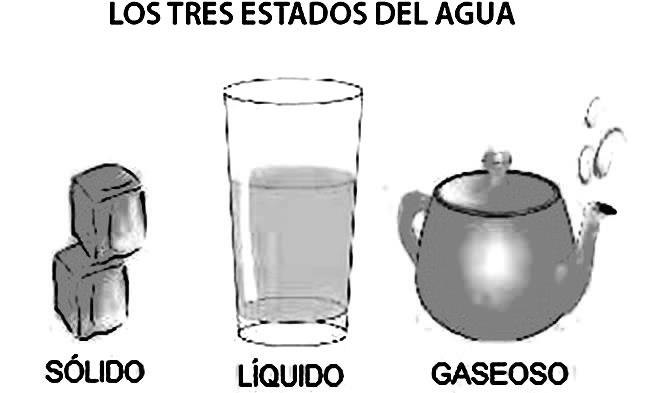 LOS TRES ESTADOS DEL AGUA
SÓLIDO LÍQUIDO GASEOSO